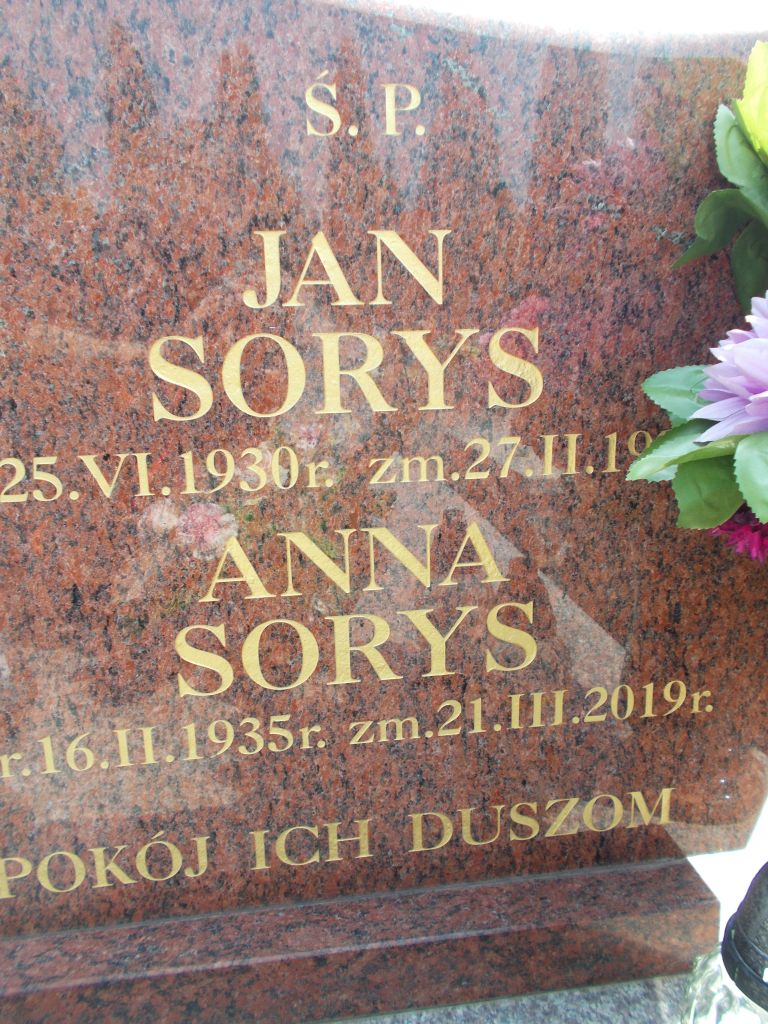 Ś. P.
JAN
SORYS
25.VI.1930r. zm.27.II.19
ANNA
SORYS
r.16.II.1935r. zm.21.III.2019r.
POKÓJ ICH DUSZOM